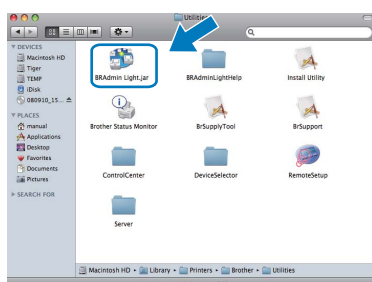 Utilities
DEVICES
Macintosh HD
Tiger
TEMP
iDisk
080910_15...
PLACES
manual
Applications
Desktop
Favorites
Documents
Pictures
SEARCH FOR
BRAdmin Light.jar
BRAdminLightHelp
Install Utility
Brother Status Monitor
BrSupplyTool
BrSupport
ControlCenter
DeviceSelector
RemoteSetup
Server
Macintosh HD ▸ Library ▸ Printers ▸ Brother ▸ Utilities